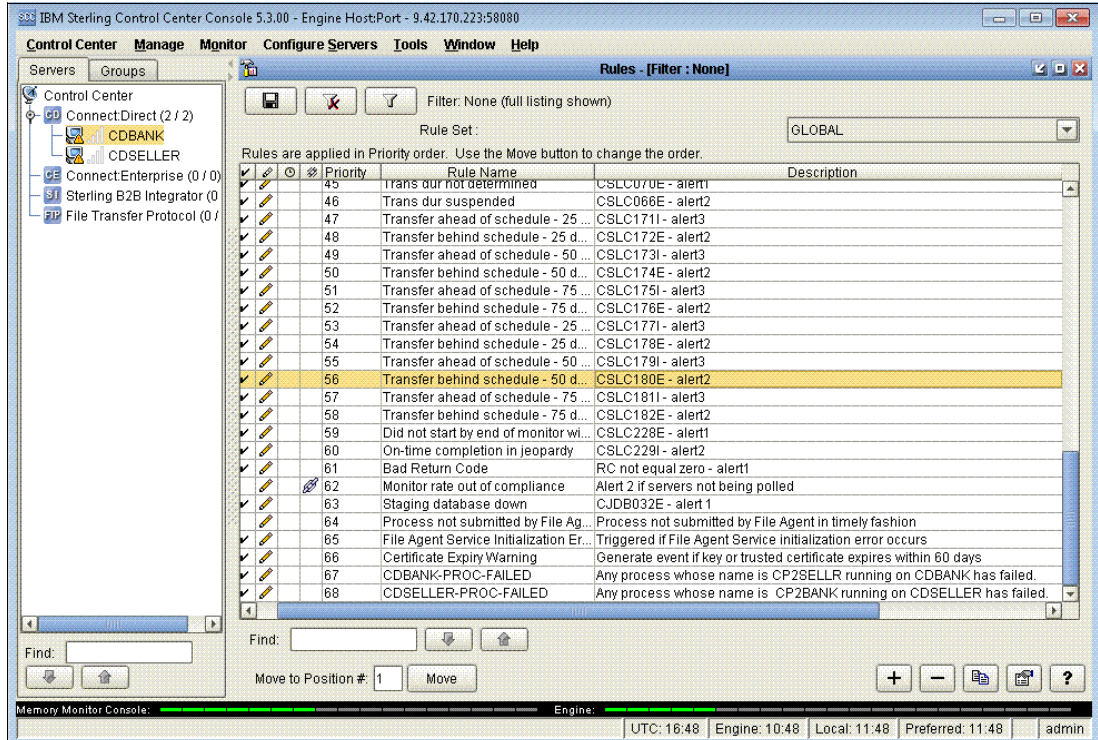 IBM Sterling Control Center Console 5.3.00 - Engine Host:Port - 9.42.170.223:58080
Control Center Manage Monitor Configure Servers Tools Window Help
Servers Groups
Control Center
Connect:Direct (2 / 2)
CDBANK
CDSELLER
Connect:Enterprise (0 / 0)
Sterling B2B Integrator (0
File Transfer Protocol (0 /
Find:
Rules - [Filter : None]
Filter: None (full listing shown)
Rule Set : GLOBAL
Rules are applied in Priority order. Use the Move button to change the order.
Priority Rule Name Description
45 Trans dur not determined CSLC070E - alert1
46 Trans dur suspended CSLC066E - alert2
47 Transfer ahead of schedule - 25 ... CSLC171I - alert3
48 Transfer behind schedule - 25 d... CSLC172E - alert2
49 Transfer ahead of schedule - 50 ... CSLC173I - alert3
50 Transfer behind schedule - 50 d... CSLC174E - alert2
51 Transfer ahead of schedule - 75 ... CSLC175I - alert3
52 Transfer behind schedule - 75 d... CSLC176E - alert2
53 Transfer ahead of schedule - 25 ... CSLC177I - alert3
54 Transfer behind schedule - 25 d... CSLC178E - alert2
55 Transfer ahead of schedule - 50 ... CSLC179I - alert3
56 Transfer behind schedule - 50 d... CSLC180E - alert2
57 Transfer ahead of schedule - 75 ... CSLC181I - alert3
58 Transfer behind schedule - 75 d... CSLC182E - alert2
59 Did not start by end of monitor wi... CSLC228E - alert1
60 On-time completion in jeopardy CSLC229I - alert2
61 Bad Return Code RC not equal zero - alert1
62 Monitor rate out of compliance Alert 2 if servers not being polled
63 Staging database down CJDB032E - alert 1
64 Process not submitted by File Ag... Process not submitted by File Agent in timely fashion
65 File Agent Service Initialization Er... Triggered if File Agent Service initialization error occurs
66 Certificate Expiry Warning Generate event if key or trusted certificate expires within 60 days
67 CDBANK-PROC-FAILED Any process whose name is CP2SELLR running on CDBANK has failed.
68 CDSELLER-PROC-FAILED Any process whose name is CP2BANK running on CDSELLER has failed.
Find:
Move to Position #: 1 Move
Memory Monitor Console: Engine:
UTC: 16:48 Engine: 10:48 Local: 11:48 Preferred: 11:48 admin